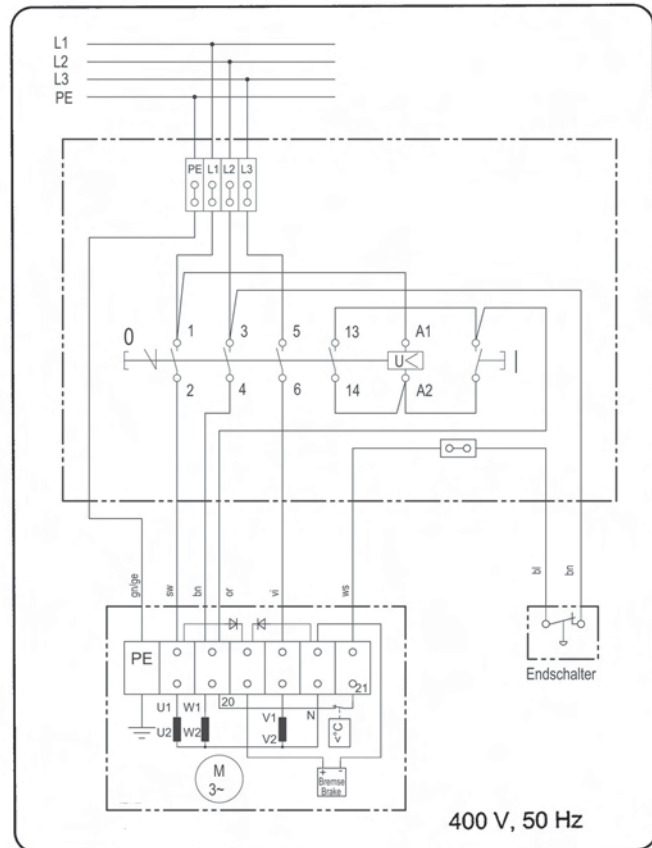 L1
L2
L3
PE
PE L1 L2 L3
0 1 3 5 13 A1
U< I
2 4 6 14 A2
gn/ge sw bn or vi ws bl bn
PE
21
U1 W1 20 V1 N
U2 W2 V2 <°C
Endschalter
M
3~
+ -
Bremse
Brake
400 V, 50 Hz